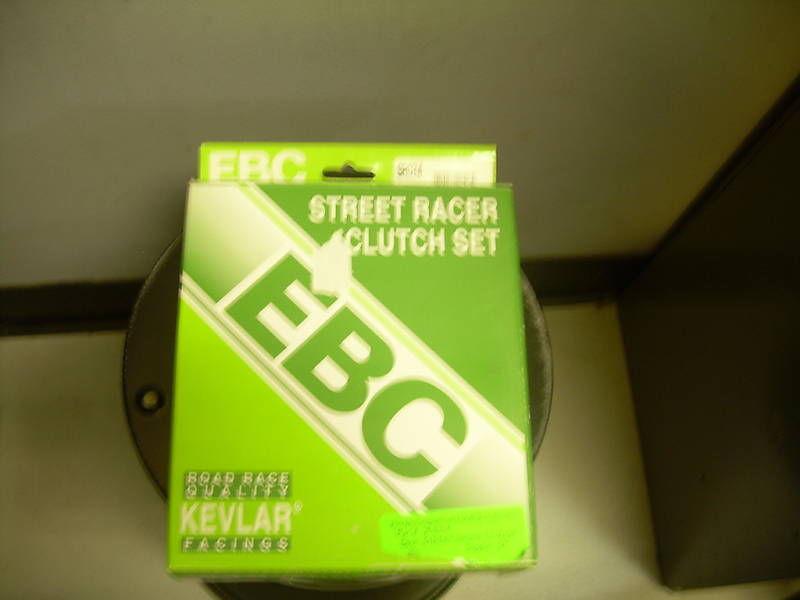 EBC
STREET RACER
CLUTCH SET
EBC
ROAD RACE
QUALITY
KEVLAR®
FACINGS